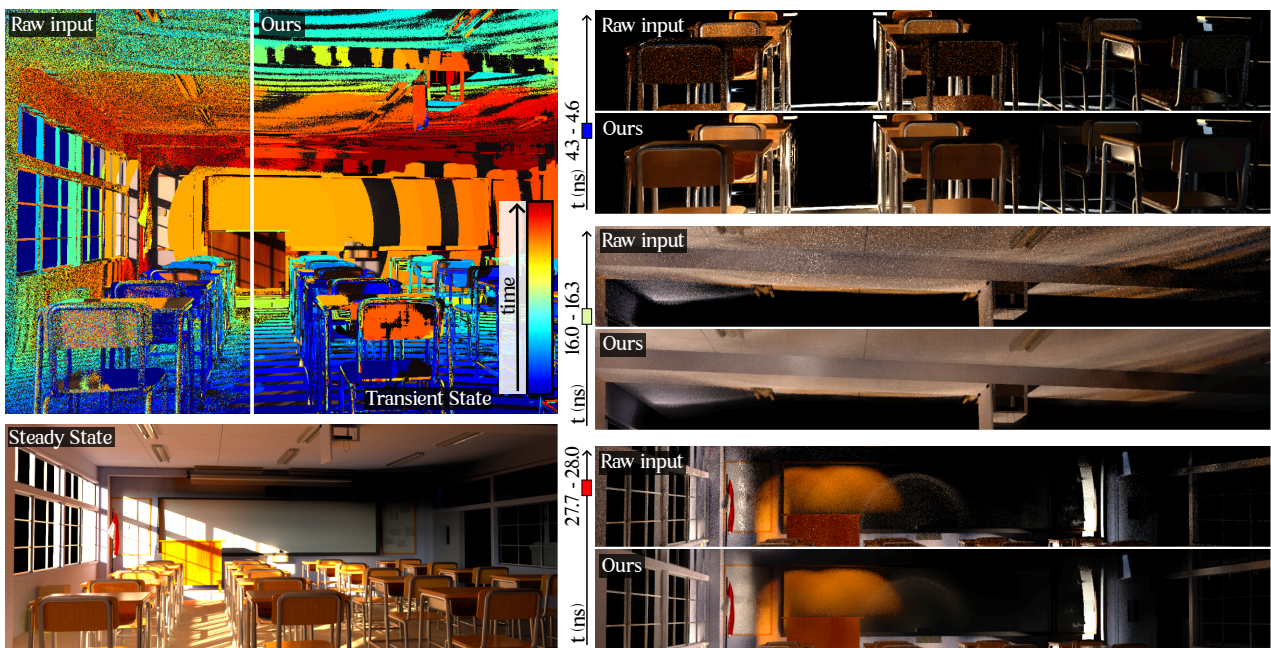 Raw input
Ours
time
Transient State
Steady State
t (ns) 4.3 - 4.6
Raw input
Ours
t (ns) 16.0 - 16.3
Raw input
Ours
t (ns) 27.7 - 28.0
Raw input
Ours